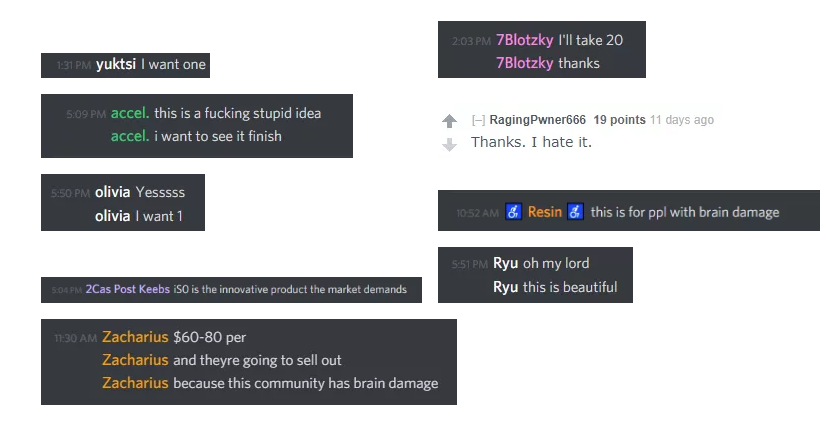 1:31 PM yuktsi I want one
5:09 PM accel. this is a fucking stupid idea
accel. i want to see it finish
5:50 PM olivia Yesssss
olivia I want 1
5:04 PM 2Cas Post Keebs iS0 is the innovative product the market demands
11:30 AM Zacharius $60-80 per
Zacharius and theyre going to sell out
Zacharius because this community has brain damage
2:03 PM 7Blotzky I'll take 20
7Blotzky thanks
[–] RagingPwner666 19 points 11 days ago
Thanks. I hate it.
10:52 AM ♿ Resin ♿ this is for ppl with brain damage
5:51 PM Ryu oh my lord
Ryu this is beautiful